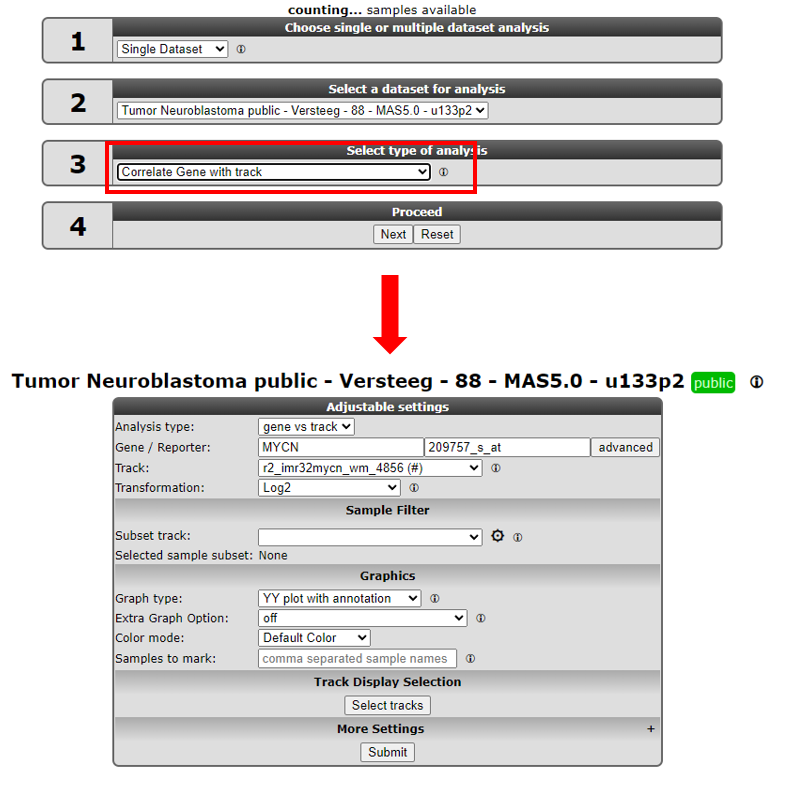 counting... samples available
1
Choose single or multiple dataset analysis
Single Dataset
2
Select a dataset for analysis
Tumor Neuroblastoma public - Versteeg - 88 - MAS5.0 - u133p2
3
Select type of analysis
Correlate Gene with track
4
Proceed
Next Reset
Tumor Neuroblastoma public - Versteeg - 88 - MAS5.0 - u133p2 public
Adjustable settings
Analysis type: gene vs track
Gene / Reporter: MYCN 209757_s_at advanced
Track: r2_imr32mycn_wm_4856 (#)
Transformation: Log2
Sample Filter
Subset track:
Selected sample subset: None
Graphics
Graph type: YY plot with annotation
Extra Graph Option: off
Color mode: Default Color
Samples to mark: comma separated sample names
Track Display Selection
Select tracks
More Settings +
Submit